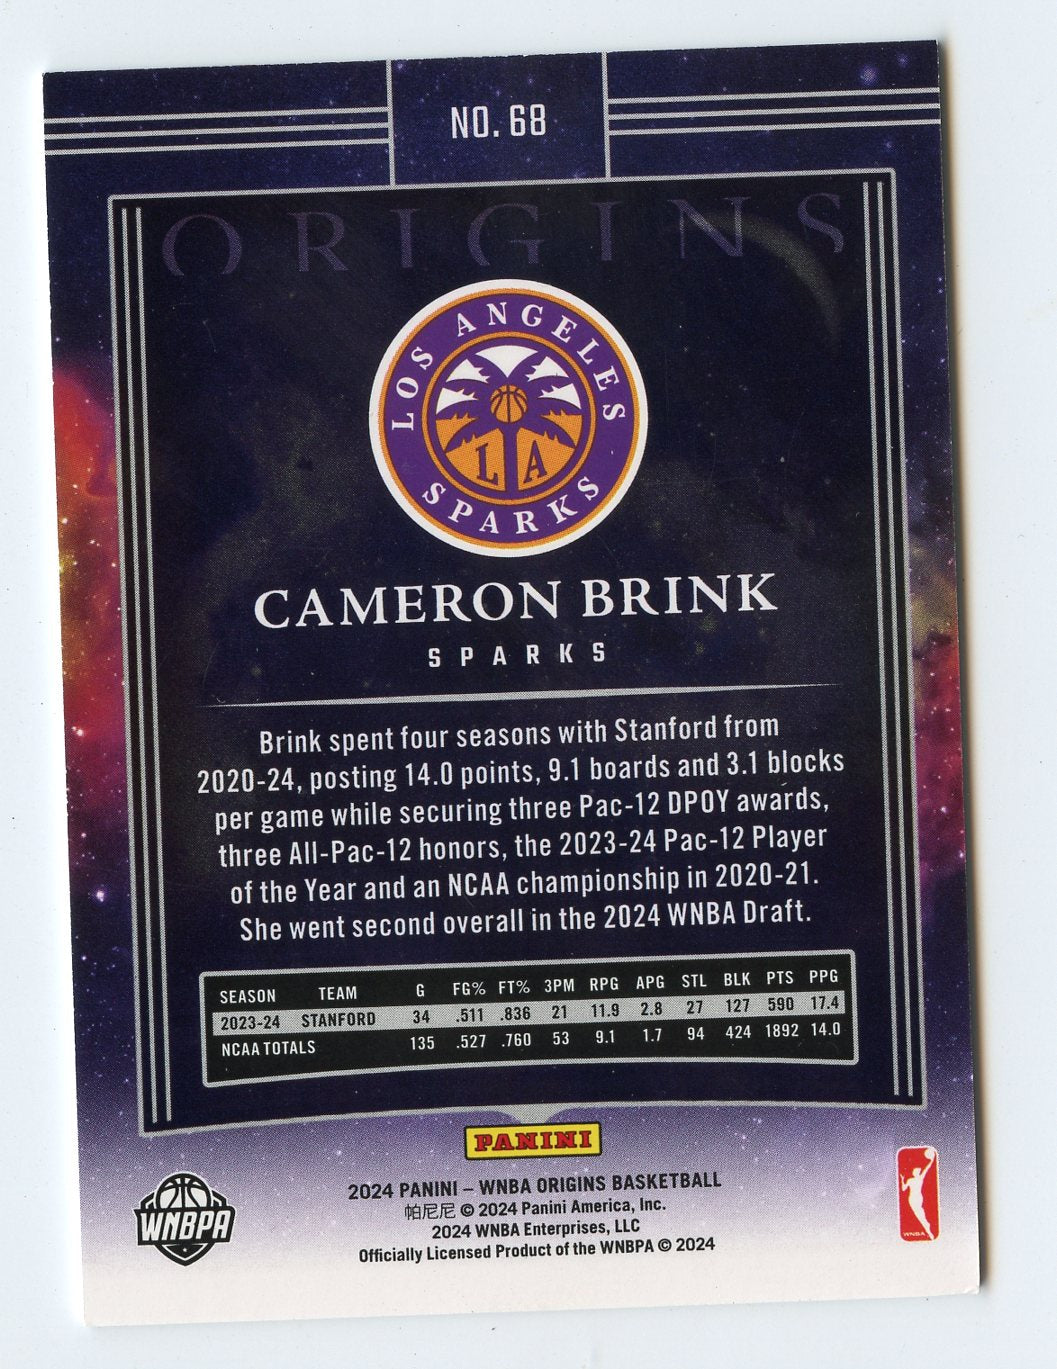 NO. 68
ORIGINS
LOS ANGELES
LA
SPARKS
CAMERON BRINK
SPARKS
Brink spent four seasons with Stanford from
2020-24, posting 14.0 points, 9.1 boards and 3.1 blocks
per game while securing three Pac-12 DPOY awards,
three All-Pac-12 honors, the 2023-24 Pac-12 Player
of the Year and an NCAA championship in 2020-21.
She went second overall in the 2024 WNBA Draft.
SEASON TEAM G FG% FT% 3PM RPG APG STL BLK PTS PPG
2023-24 STANFORD 34 .511 .836 21 11.9 2.8 27 127 590 17.4
NCAA TOTALS 135 .527 .760 53 9.1 1.7 94 424 1892 14.0
PANINI
2024 PANINI – WNBA ORIGINS BASKETBALL
帕尼尼 © 2024 Panini America, Inc.
2024 WNBA Enterprises, LLC
Officially Licensed Product of the WNBPA © 2024
WNBPA
WNBA